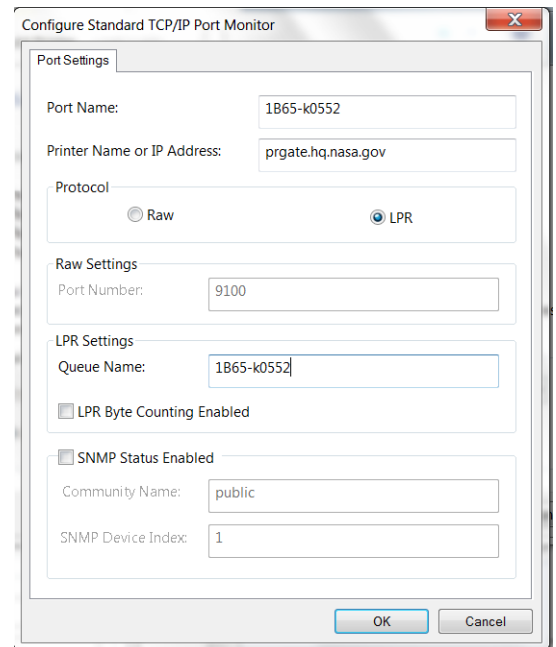 Configure Standard TCP/IP Port Monitor
Port Settings
Port Name: 1B65-k0552
Printer Name or IP Address: prgate.hq.nasa.gov
Protocol
Raw LPR
Raw Settings
Port Number: 9100
LPR Settings
Queue Name: 1B65-k0552
LPR Byte Counting Enabled
SNMP Status Enabled
Community Name: public
SNMP Device Index: 1
OK Cancel